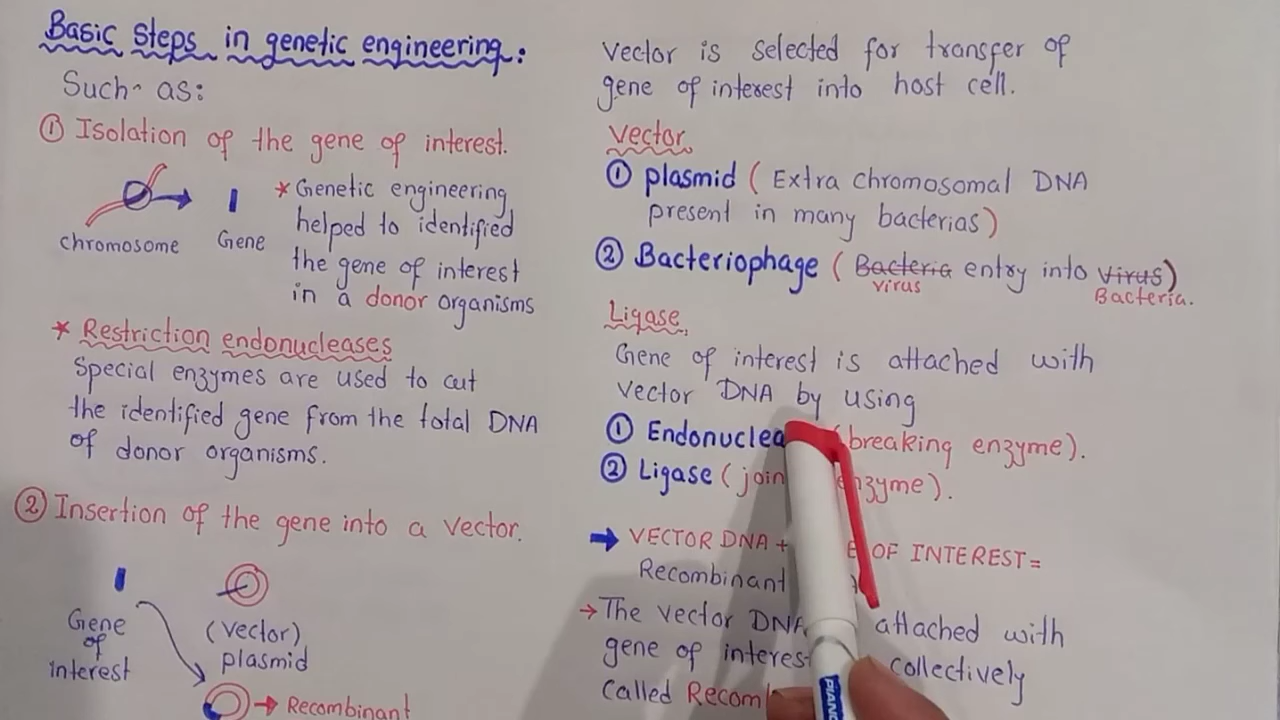 Basic Steps in genetic engineering:
Such as:
① Isolation of the gene of interest.
chromosome
Gene
* Genetic engineering
helped to identified
the gene of interest
in a donor organisms
* Restriction endonucleases
Special enzymes are used to cut
the identified gene from the total DNA
of donor organisms.
② Insertion of the gene into a vector.
Gene
of
interest
(vector)
plasmid
→ Recombinant
Vector is selected for transfer of
gene of interest into host cell.
Vector
① plasmid (Extra chromosomal DNA
present in many bacterias)
② Bacteriophage (Bacteria entry into virus)
virus
Bacteria.
Ligase
Gene of interest is attached with
vector DNA by using
① Endonuclea (breaking enzyme).
② Ligase (join enzyme).
➡ VECTOR DNA + OF INTEREST =
Recombinant
→ The vector DNA attached with
gene of interest collectively
called Recom
PIANO